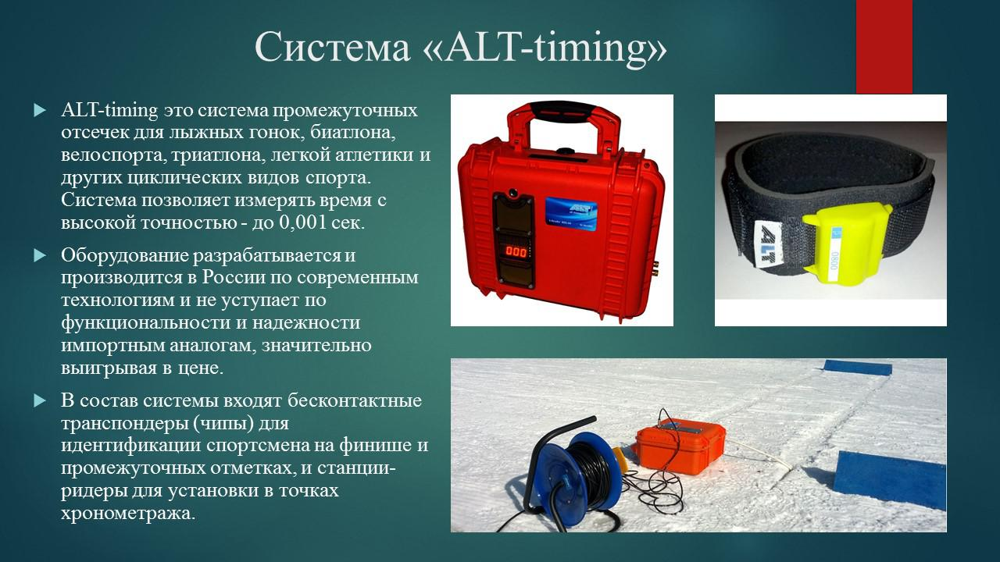 Система «ALT-timing»
ALT-timing это система промежуточных
отсечек для лыжных гонок, биатлона,
велоспорта, триатлона, легкой атлетики и
других циклических видов спорта.
Система позволяет измерять время с
высокой точностью - до 0,001 сек.
Оборудование разрабатывается и
производится в России по современным
технологиям и не уступает по
функциональности и надежности
импортным аналогам, значительно
выигрывая в цене.
В состав системы входят бесконтактные
транспондеры (чипы) для
идентификации спортсмена на финише и
промежуточных отметках, и станции-
ридеры для установки в точках
хронометража.
ALT
000
ALT
0800